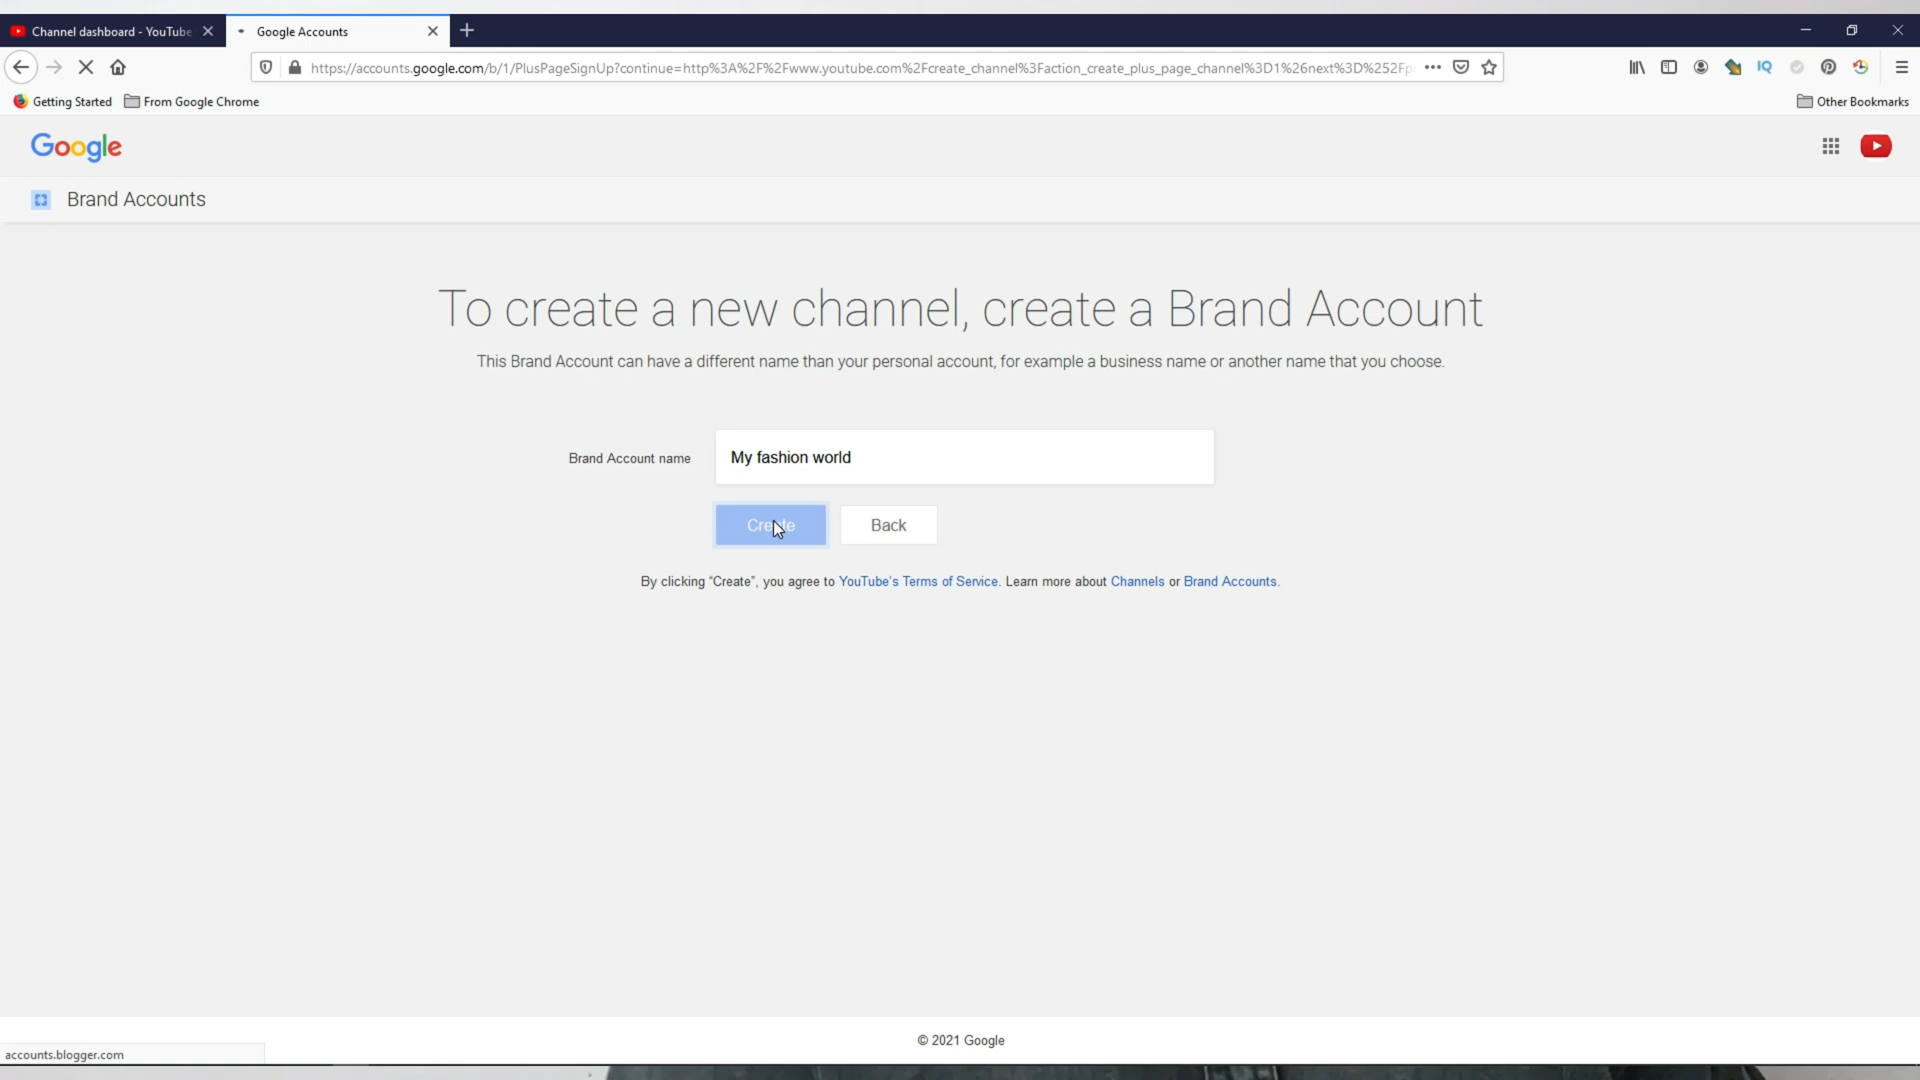 Channel dashboard - YouTube
Google Accounts
https://accounts.google.com/b/1/PlusPageSignUp?continue=http%3A%2F%2Fwww.youtube.com%2Fcreate_channel%3Faction_create_plus_page_channel%3D1%26next%3D%252Fp
IQ
Getting Started
From Google Chrome
Other Bookmarks
Google
Brand Accounts
To create a new channel, create a Brand Account
This Brand Account can have a different name than your personal account, for example a business name or another name that you choose.
Brand Account name
My fashion world
Create
Back
By clicking “Create”, you agree to YouTube's Terms of Service. Learn more about Channels or Brand Accounts.
© 2021 Google
accounts.blogger.com